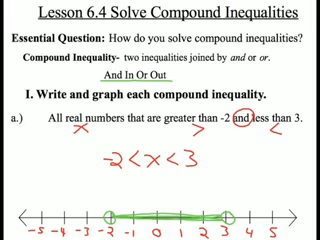 Lesson 6.4 Solve Compound Inequalities
Essential Question: How do you solve compound inequalities?
Compound Inequality- two inequalities joined by and or or.
And In Or Out
I. Write and graph each compound inequality.
a.) All real numbers that are greater than -2 and less than 3.
x > <
-2 < x < 3
-5 -4 -3 -2 -1 0 1 2 3 4 5